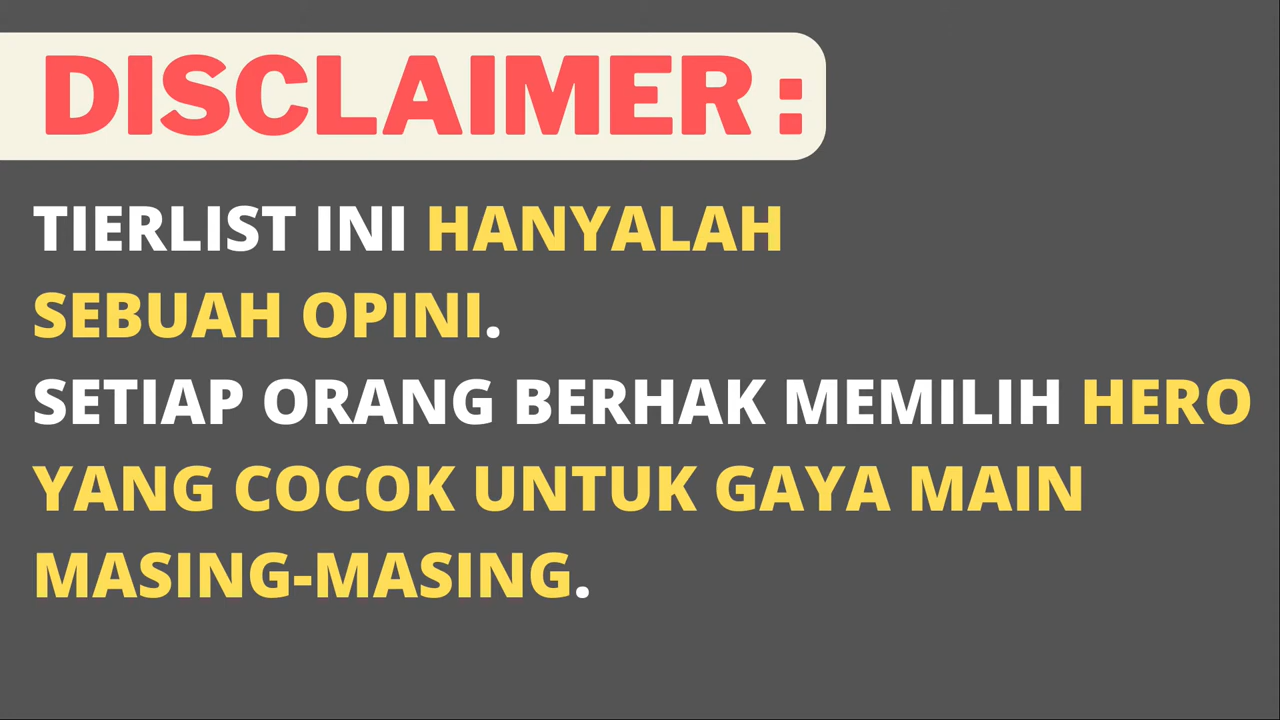 DISCLAIMER :
TIERLIST INI HANYALAH
SEBUAH OPINI.
SETIAP ORANG BERHAK MEMILIH HERO
YANG COCOK UNTUK GAYA MAIN
MASING-MASING.